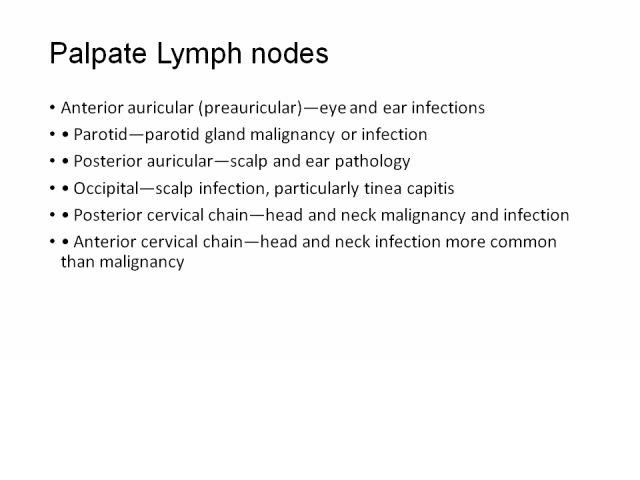 Palpate Lymph nodes
• Anterior auricular (preauricular)—eye and ear infections
• • Parotid—parotid gland malignancy or infection
• • Posterior auricular—scalp and ear pathology
• • Occipital—scalp infection, particularly tinea capitis
• • Posterior cervical chain—head and neck malignancy and infection
• • Anterior cervical chain—head and neck infection more common
than malignancy